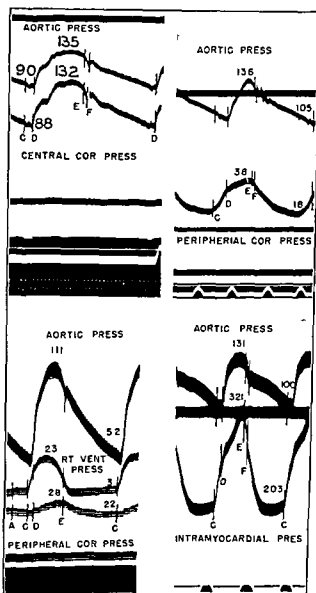 AORTIC PRESS
135
90
132
E F
88
C D D
CENTRAL COR PRESS
AORTIC PRESS
136
105
38
D E F
C 18
PERIPHERIAL COR PRESS
AORTIC PRESS
111
52
23
RT VENT
PRESS
3
28
22
A C D E C
PERIPHERAL COR PRESS
AORTIC PRESS
131
100
321
E
D F
203
C C
INTRAMYOCARDIAL PRES